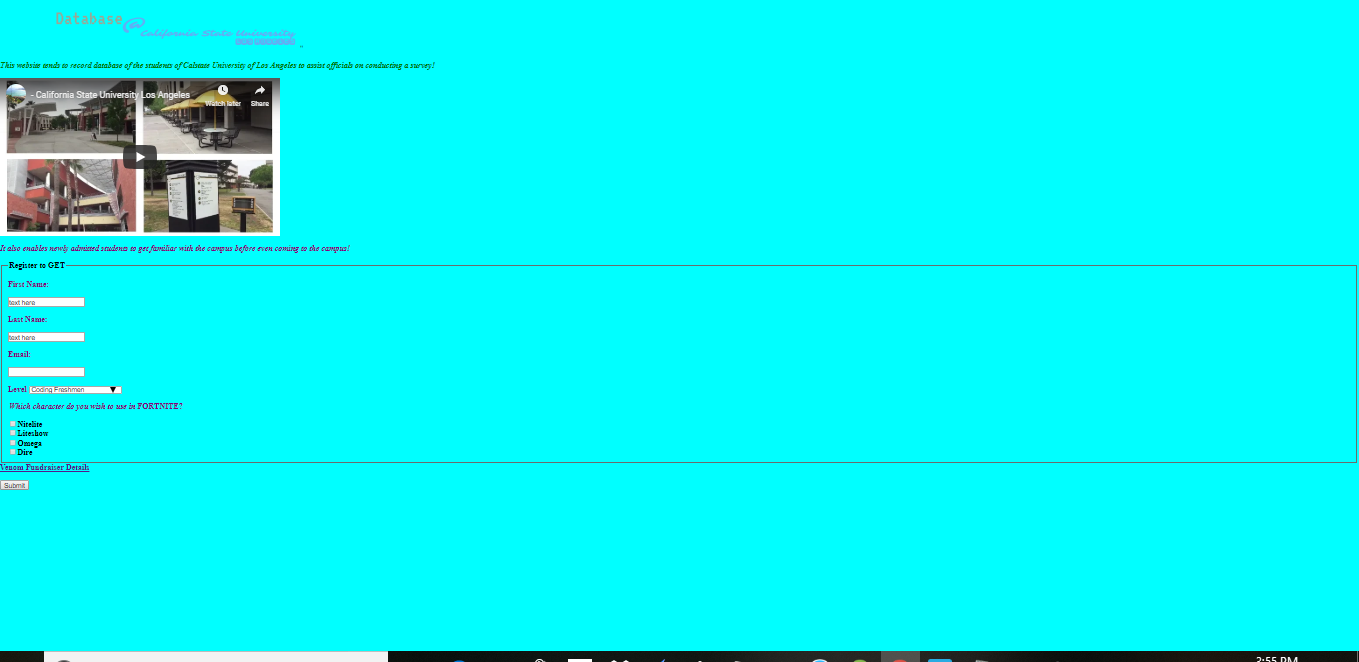 Database@California State University
Los Angeles
This website tends to record database of the students of Calstate University of Los Angeles to assist officials on conducting a survey!
- California State University,Los Angeles
Watch later
Share
It also enables newly admitted students to get familiar with the campus before even coming to the campus!
Register to GET
First Name:
text here
Last Name:
text here
Email:
Level Coding Freshmen
Which character do you wish to use in FORTNITE?
Nitelite
Liteshow
Omega
Dire
Venom Fundraiser Details
Submit
2:55 PM